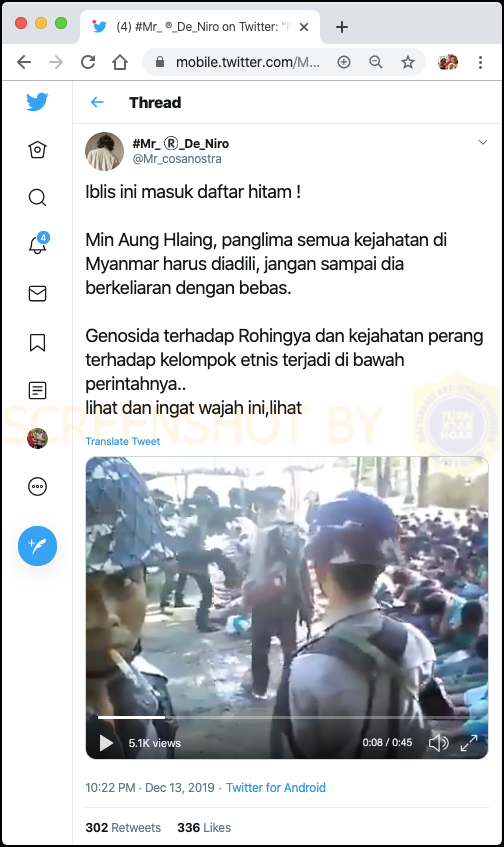 (4) #Mr_ ®_De_Niro on Twitter: "I
mobile.twitter.com/M...
Thread
#Mr_ Ⓡ_De_Niro
@Mr_cosanostra
Iblis ini masuk daftar hitam !
Min Aung Hlaing, panglima semua kejahatan di
Myanmar harus diadili, jangan sampai dia
berkeliaran dengan bebas.
Genosida terhadap Rohingya dan kejahatan perang
terhadap kelompok etnis terjadi di bawah
perintahnya..
lihat dan ingat wajah ini,lihat
4
SCREENSHOT BY
TURN
BACK
HOAX
Translate Tweet
5.1K views
0:08 / 0:45
10:22 PM · Dec 13, 2019 · Twitter for Android
302 Retweets 336 Likes